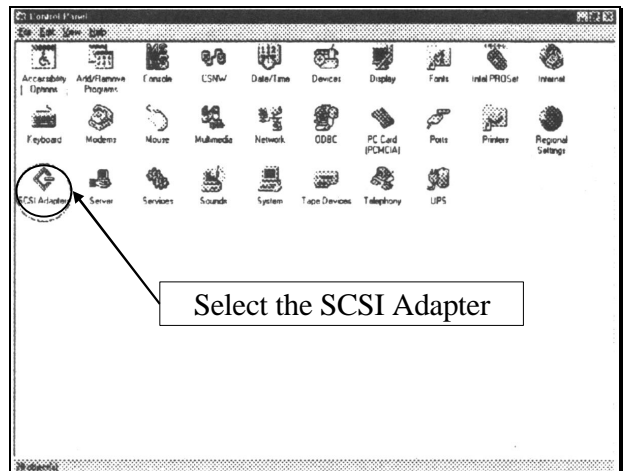 Control Panel
File Edit View Help
Accessibility Options
Add/Remove Programs
Console
CSNW
Date/Time
Devices
Display
Fonts
Intel PROSet
Internet
Keyboard
Modems
Mouse
Multimedia
Network
ODBC
PC Card (PCMCIA)
Ports
Printers
Regional Settings
SCSI Adapters
Server
Services
Sounds
System
Tape Devices
Telephony
UPS
Select the SCSI Adapter
object(s)